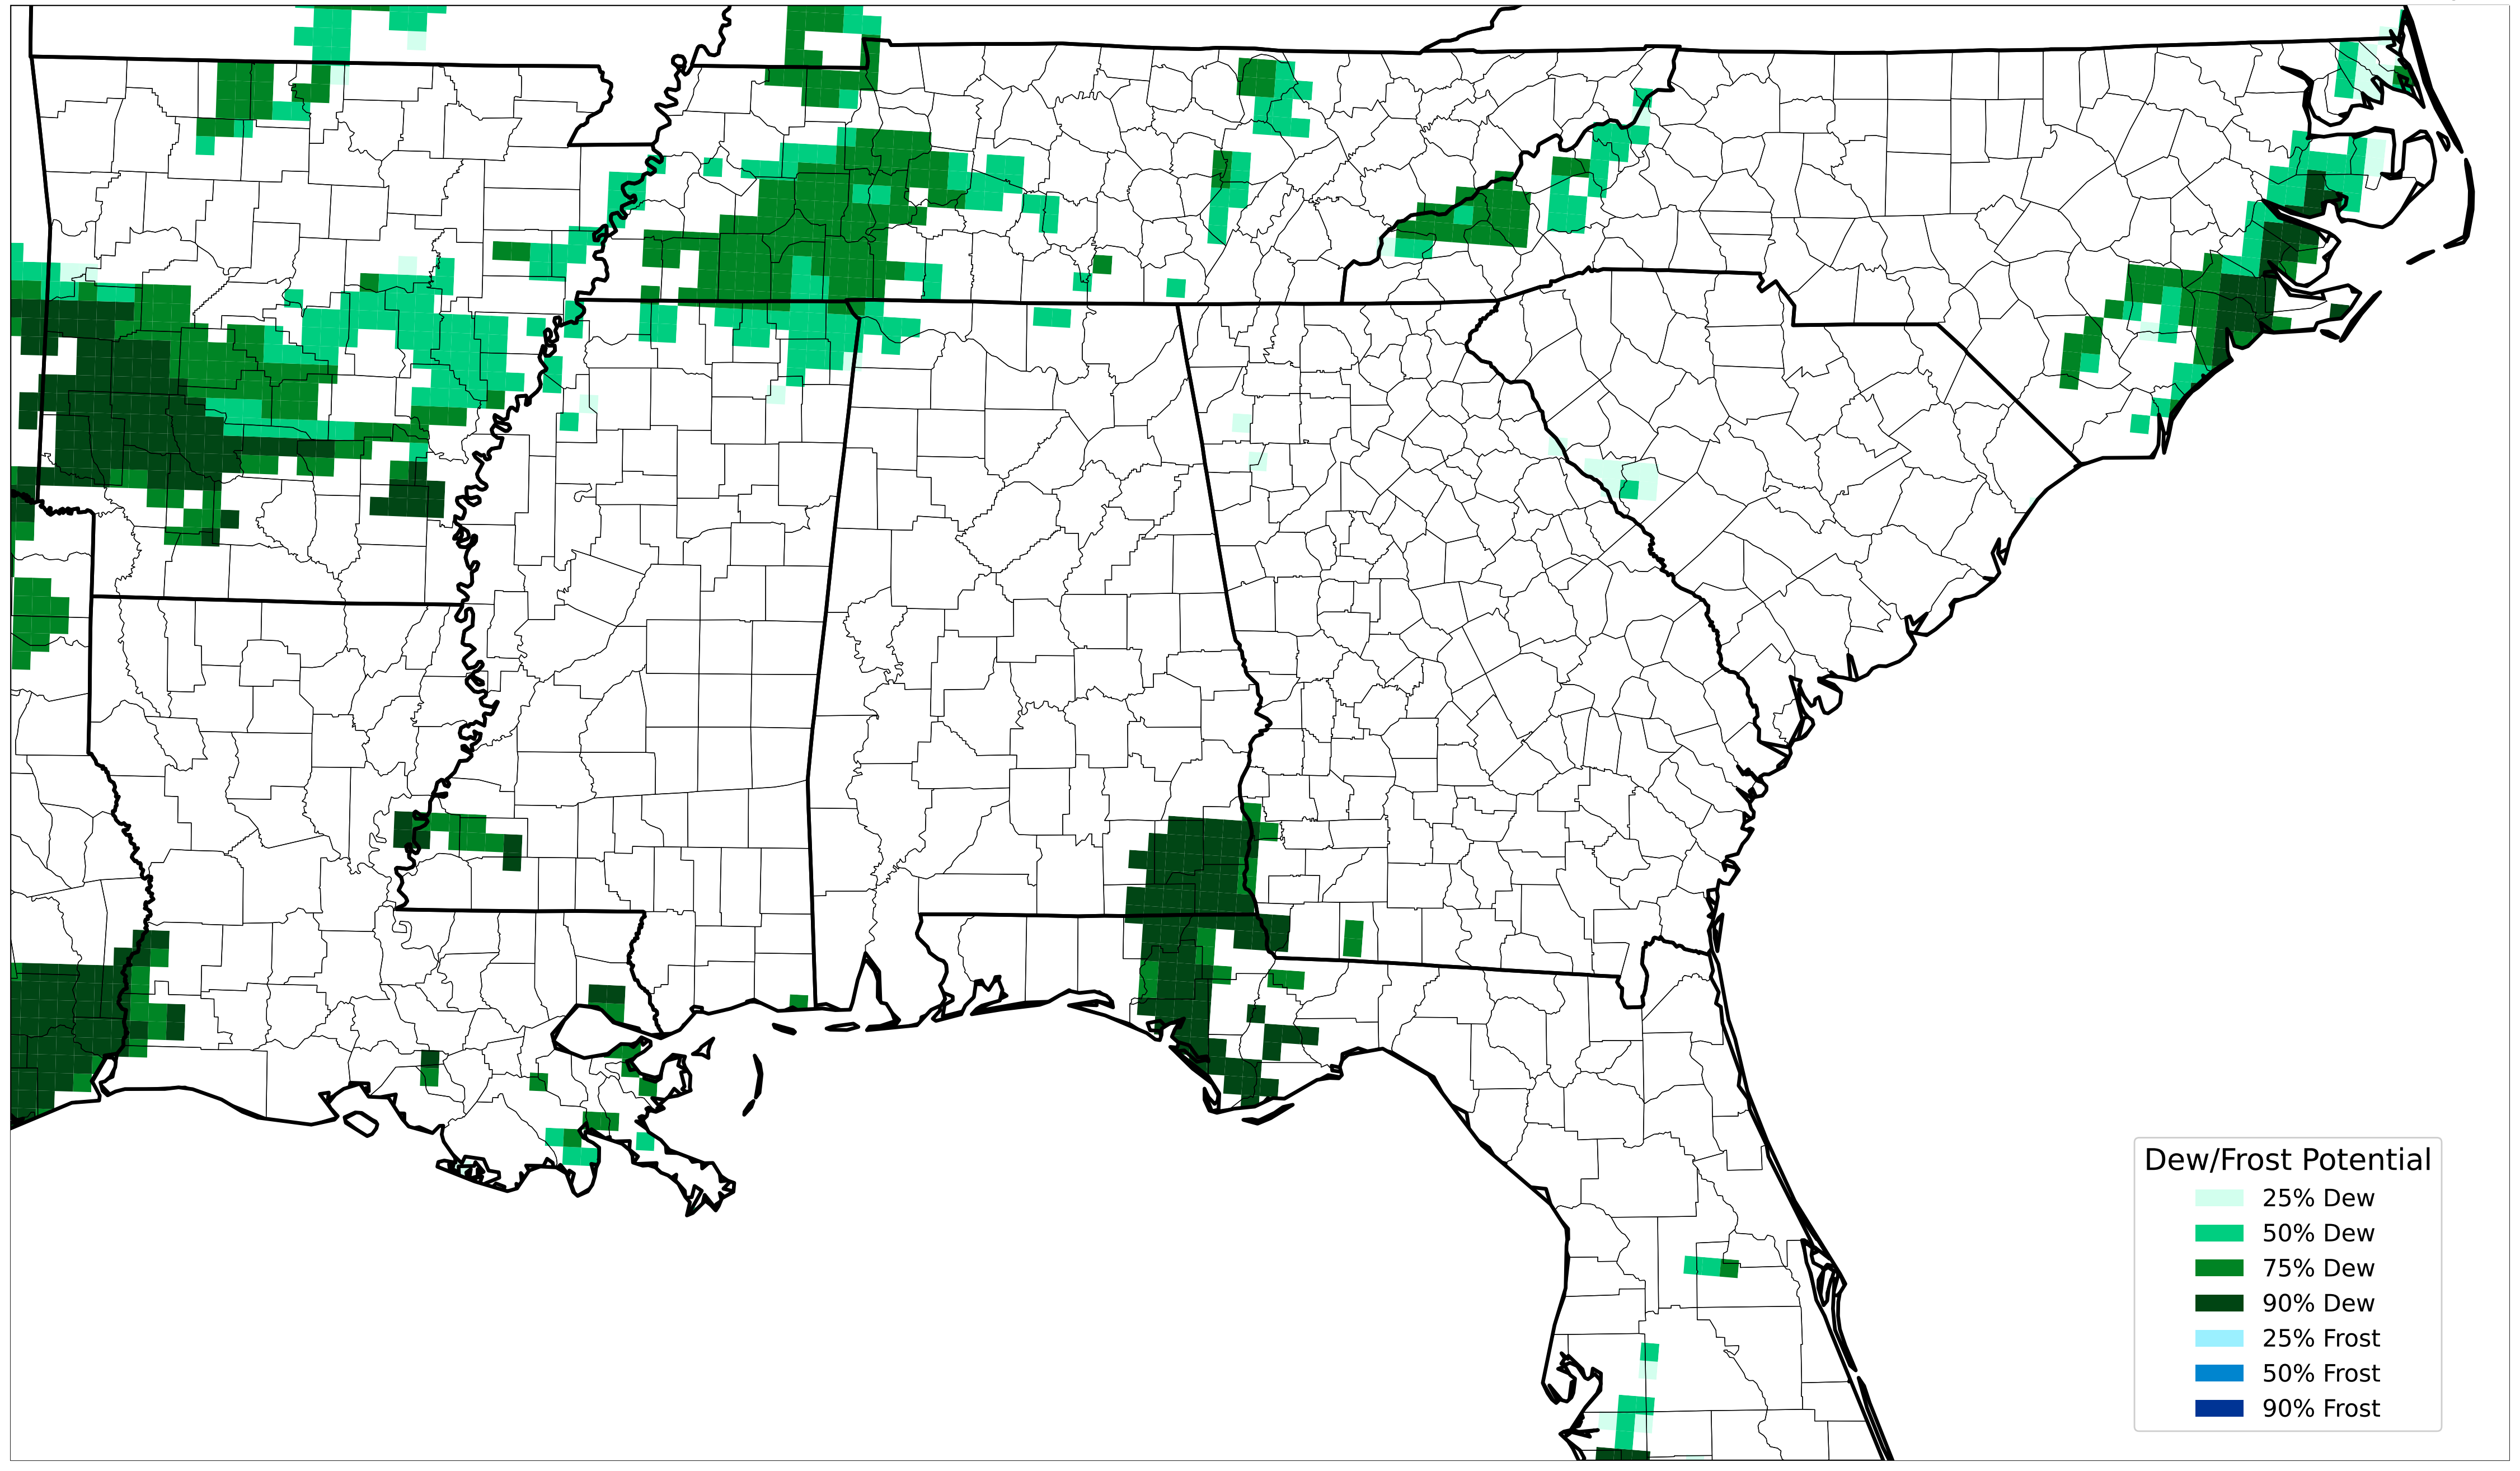 Dew/Frost Potential
25% Dew
50% Dew
75% Dew
90% Dew
25% Frost
50% Frost
90% Frost